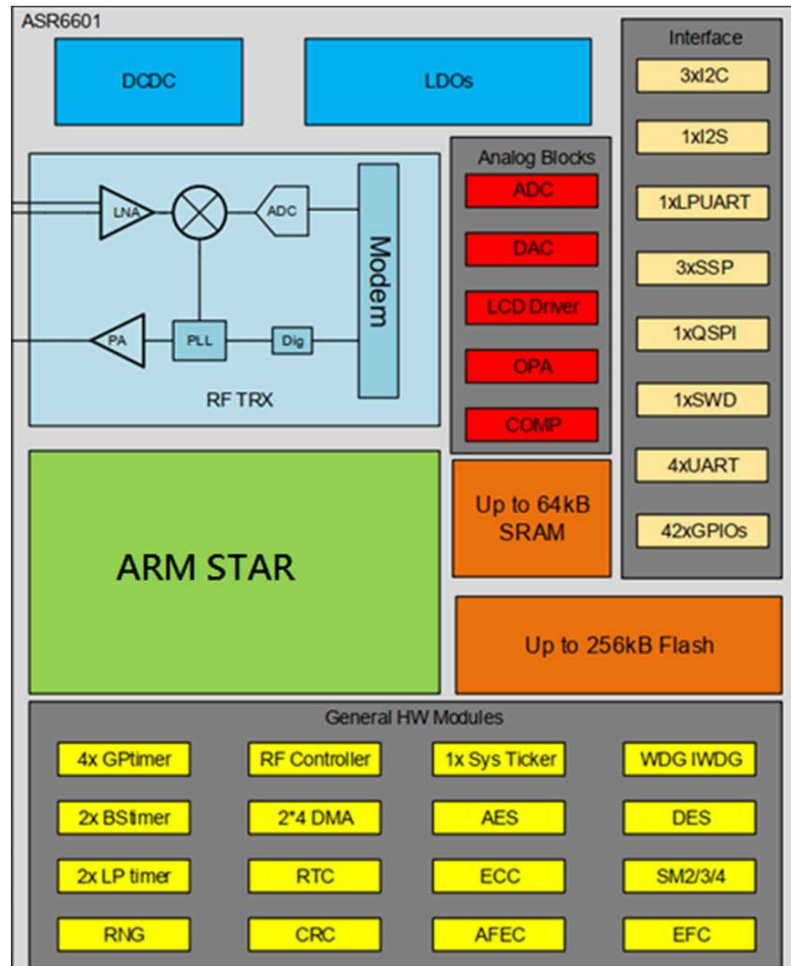 ASR6601
DCDC
LDOs
Interface
3xI2C
1xI2S
1xLPUART
3xSSP
1xQSPI
1xSWD
4xUART
42xGPIOs
LNA
ADC
Modem
PA
PLL
Dig
RF TRX
Analog Blocks
ADC
DAC
LCD Driver
OPA
COMP
ARM STAR
Up to 64kB
SRAM
Up to 256kB Flash
General HW Modules
4x GPtimer
RF Controller
1x Sys Ticker
WDG IWDG
2x BStimer
2*4 DMA
AES
DES
2x LP timer
RTC
ECC
SM2/3/4
RNG
CRC
AFEC
EFC